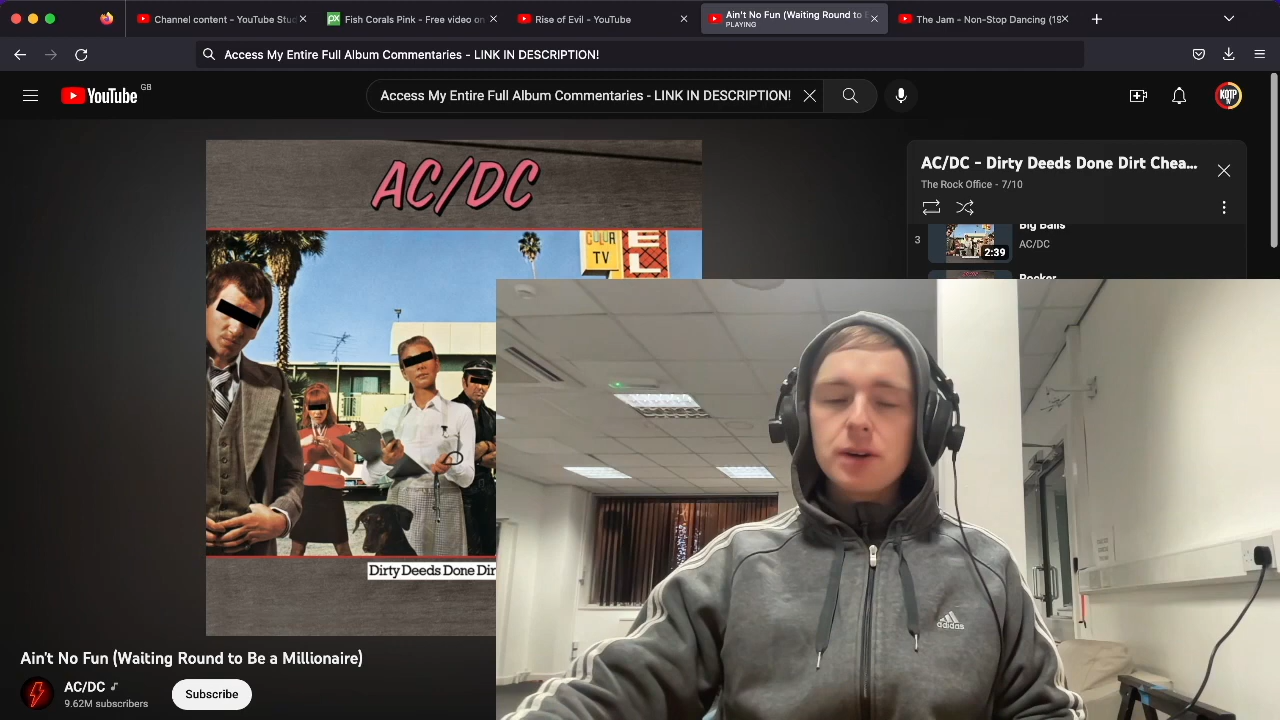 Channel content - YouTube Stud
Fish Corals Pink - Free video on
Rise of Evil - YouTube
Ain't No Fun (Waiting Round to B
PLAYING
The Jam - Non-Stop Dancing (19
Access My Entire Full Album Commentaries - LINK IN DESCRIPTION!
YouTube
GB
Access My Entire Full Album Commentaries - LINK IN DESCRIPTION!
KOTP
AC/DC
COLOR
TV
EL
Dirty Deeds Done Dir
AC/DC - Dirty Deeds Done Dirt Chea...
The Rock Office - 7/10
3
Big Balls
AC/DC
2:39
Rocker
adidas
Ain't No Fun (Waiting Round to Be a Millionaire)
AC/DC
9.62M subscribers
Subscribe